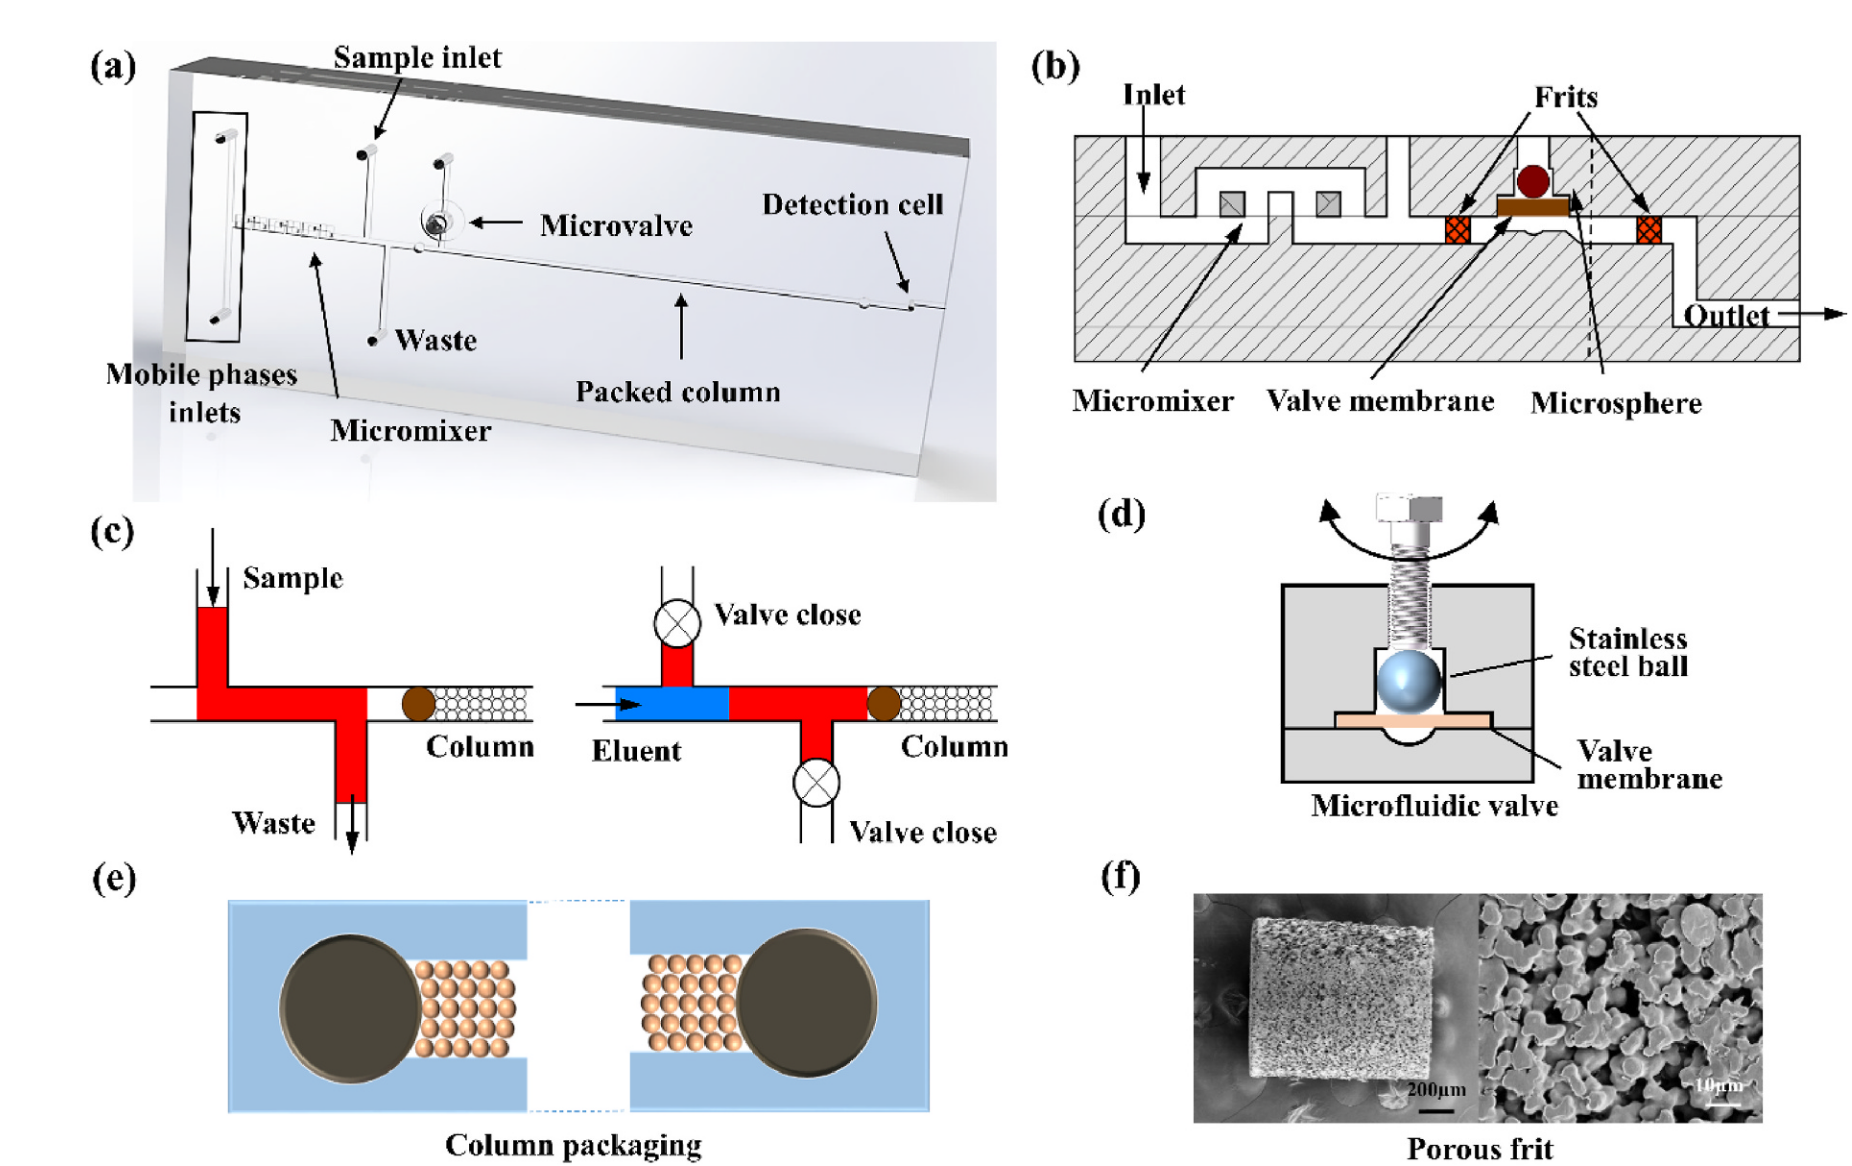 (a)
Sample inlet
Microvalve
Detection cell
Waste
Mobile phases
inlets
Micromixer
Packed column
(b)
Inlet
Frits
Outlet
Micromixer
Valve membrane
Microsphere
(c)
Sample
Column
Waste
Valve close
Eluent
Column
Valve close
(d)
Stainless
steel ball
Valve
membrane
Microfluidic valve
(e)
Column packaging
(f)
200μm
10μm
Porous frit